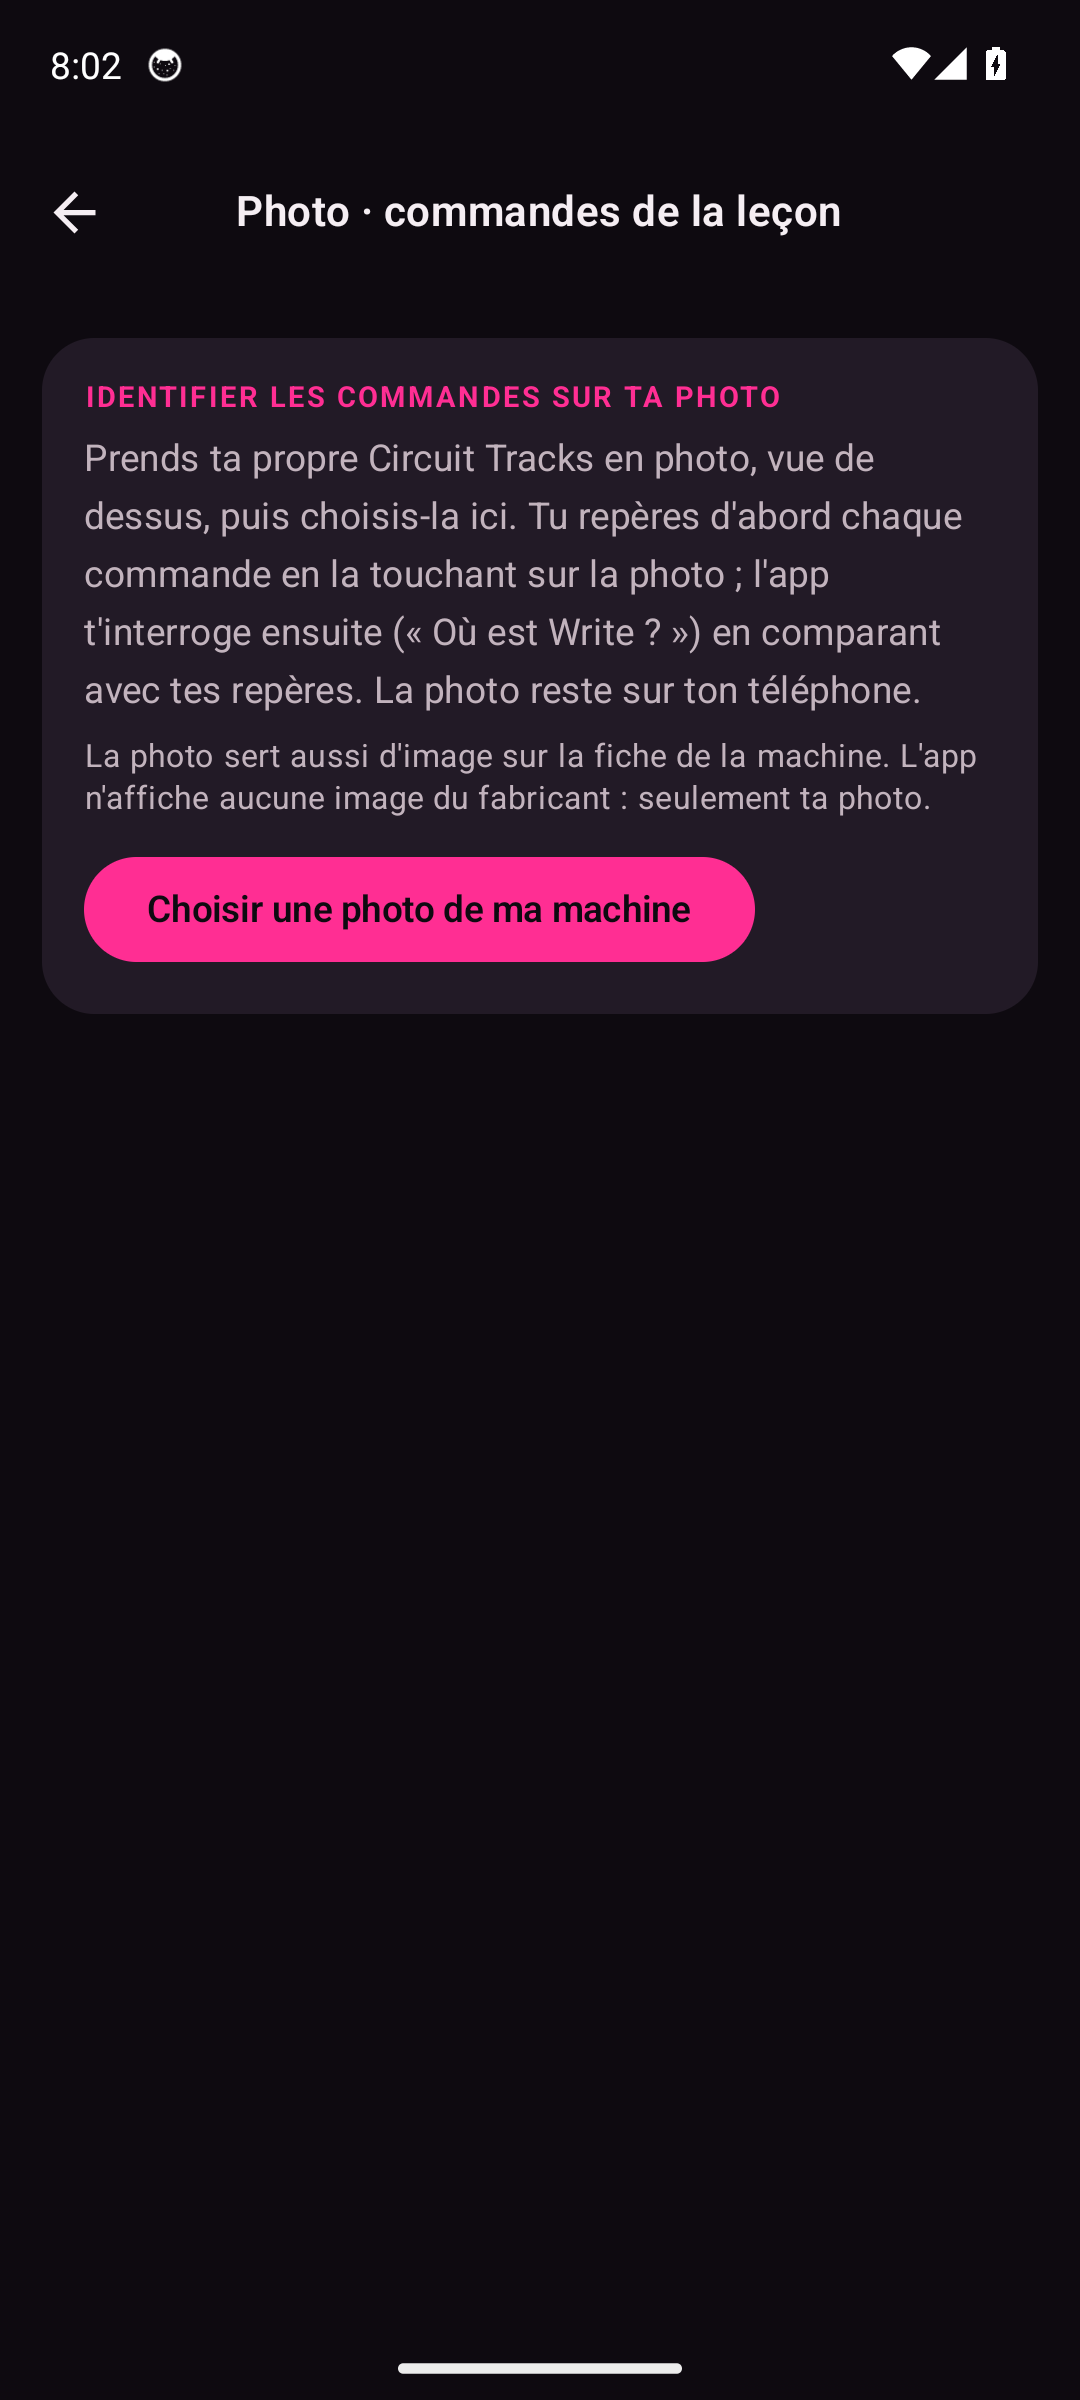 8:02
Photo · commandes de la leçon
IDENTIFIER LES COMMANDES SUR TA PHOTO
Prends ta propre Circuit Tracks en photo, vue de
dessus, puis choisis-la ici. Tu repères d'abord chaque
commande en la touchant sur la photo ; l'app
t'interroge ensuite (« Où est Write ? ») en comparant
avec tes repères. La photo reste sur ton téléphone.
La photo sert aussi d'image sur la fiche de la machine. L'app
n'affiche aucune image du fabricant : seulement ta photo.
Choisir une photo de ma machine